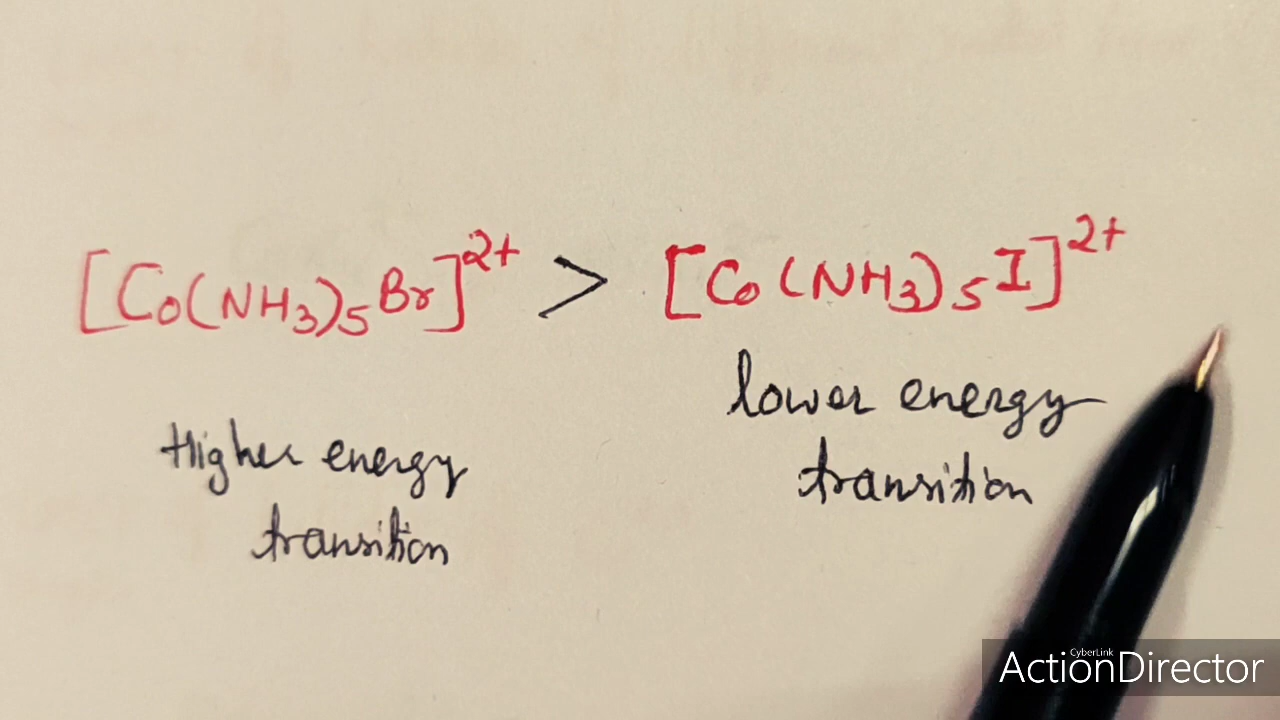 [Co(NH₃)₅Br]²⁺ > [Co(NH₃)₅I]²⁺
lower energy
transition
Higher energy
transition
CyberLink
ActionDirector